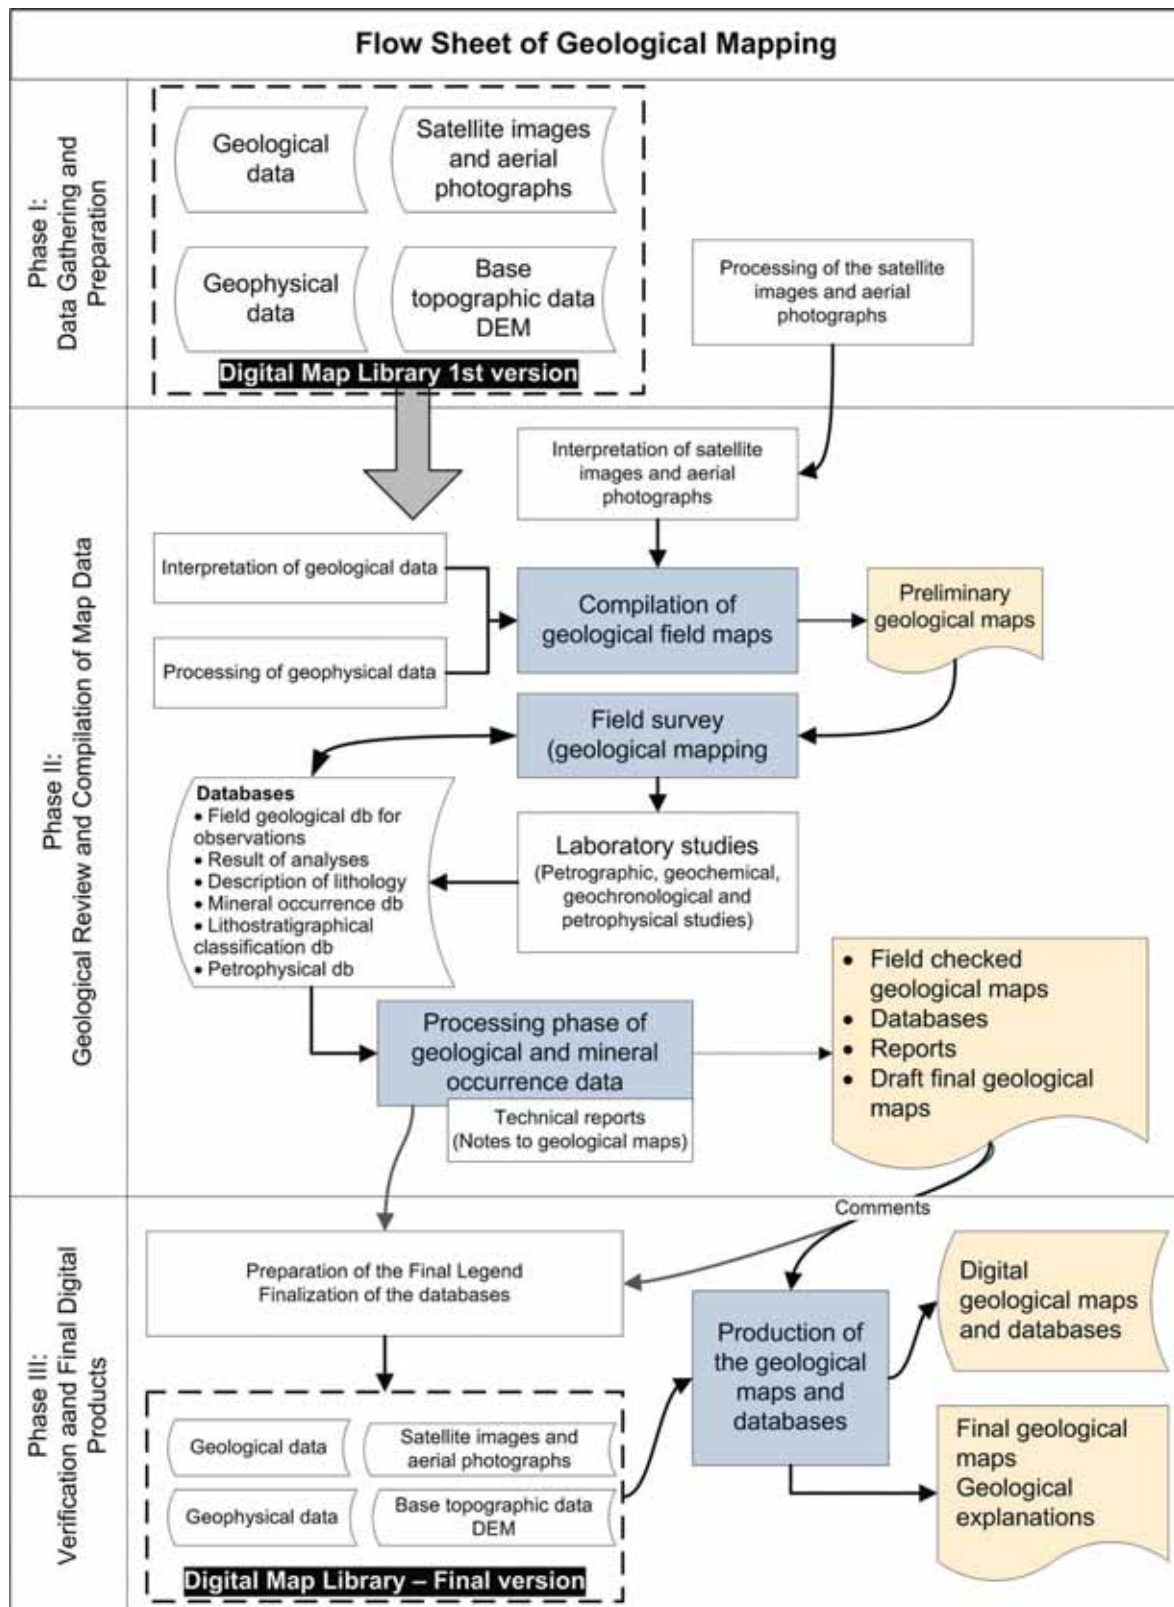 Flow Sheet of Geological Mapping
Phase I:
Data Gathering and
Preparation
Geological
data
Satellite images
and aerial
photographs
Geophysical
data
Base
topographic data
DEM
Digital Map Library 1st version
Processing of the satellite
images and aerial
photographs
Phase II:
Geological Review and Compilation of Map Data
Interpretation of satellite
images and aerial
photographs
Interpretation of geological data
Processing of geophysical data
Compilation of
geological field maps
Preliminary
geological maps
Field survey
(geological mapping
Databases
• Field geological db for
observations
• Result of analyses
• Description of lithology
• Mineral occurrence db
• Lithostratigraphical
classification db
• Petrophysical db
Laboratory studies
(Petrographic, geochemical,
geochronological and
petrophysical studies)
Processing phase of
geological and mineral
occurrence data
Technical reports
(Notes to geological maps)
• Field checked
geological maps
• Databases
• Reports
• Draft final geological
maps
Phase III:
Verification aand Final Digital
Products
Comments
Preparation of the Final Legend
Finalization of the databases
Geological data
Satellite images and
aerial photographs
Geophysical data
Base topographic data
DEM
Digital Map Library – Final version
Production of
the geological
maps and
databases
Digital
geological maps
and databases
Final geological
maps
Geological
explanations